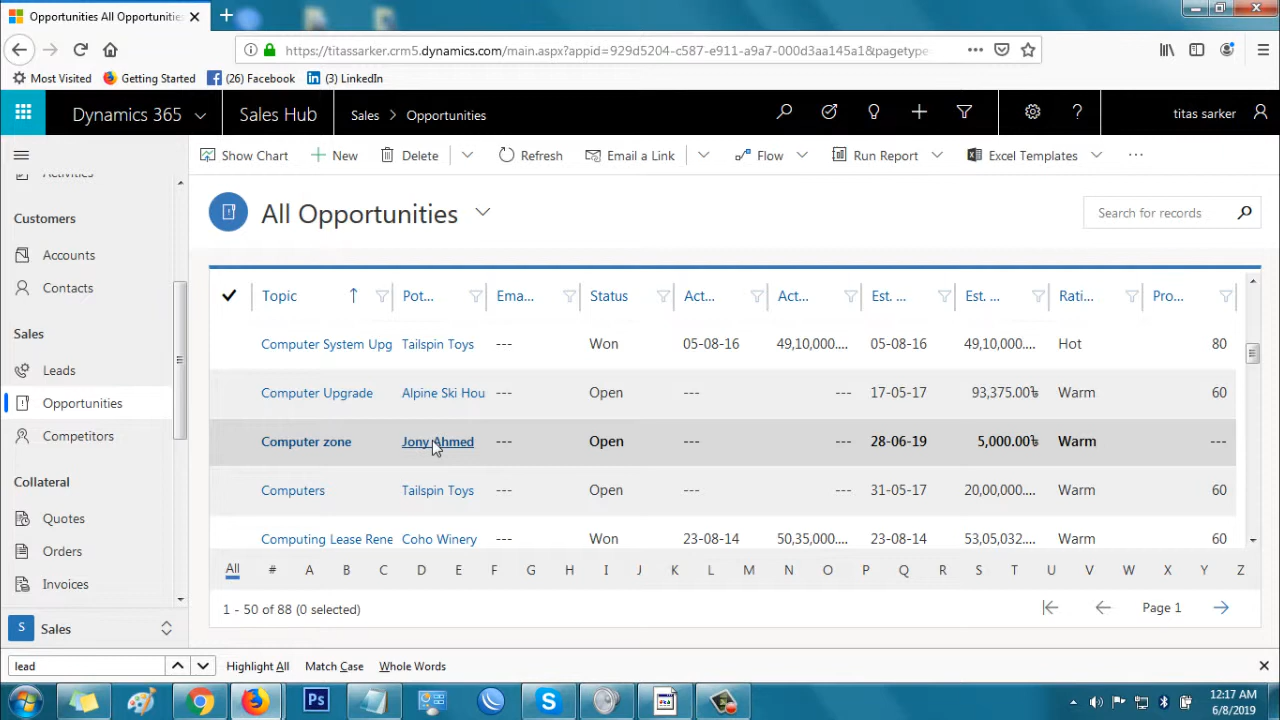 Opportunities All Opportunities
https://titassarker.crm5.dynamics.com/main.aspx?appid=929d5204-c587-e911-a9a7-000d3aa145a1&pagetype=
Most Visited Getting Started (26) Facebook (3) LinkedIn
Dynamics 365 Sales Hub Sales > Opportunities titas sarker
Show Chart New Delete Refresh Email a Link Flow Run Report Excel Templates
Activities
All Opportunities
Search for records
Customers
Accounts
Contacts
Sales
Leads
Opportunities
Competitors
Collateral
Quotes
Orders
Invoices
S Sales
Topic Pot... Ema... Status Act... Act... Est. ... Est. ... Rati... Pro...
Computer System Upg Tailspin Toys --- Won 05-08-16 49,10,000.... 05-08-16 49,10,000.... Hot 80
Computer Upgrade Alpine Ski Hou --- Open --- --- 17-05-17 93,375.00৳ Warm 60
Computer zone Jony Ahmed --- Open --- --- 28-06-19 5,000.00৳ Warm ---
Computers Tailspin Toys --- Open --- --- 31-05-17 20,00,000.... Warm 60
Computing Lease Rene Coho Winery --- Won 23-08-14 50,35,000.... 23-08-14 53,05,032.... Warm 60
All # A B C D E F G H I J K L M N O P Q R S T U V W X Y Z
1 - 50 of 88 (0 selected) Page 1
lead Highlight All Match Case Whole Words
Ps
12:17 AM
6/8/2019